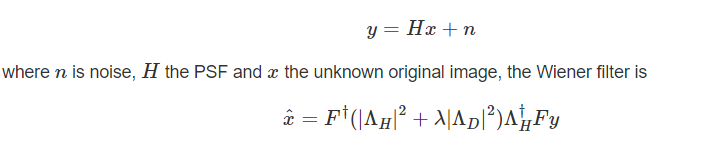 y = Hx + n
where n is noise, H the PSF and x the unknown original image, the Wiener filter is
x̂ = F†(|Λ_H|² + λ|Λ_D|²)Λ†_H Fy